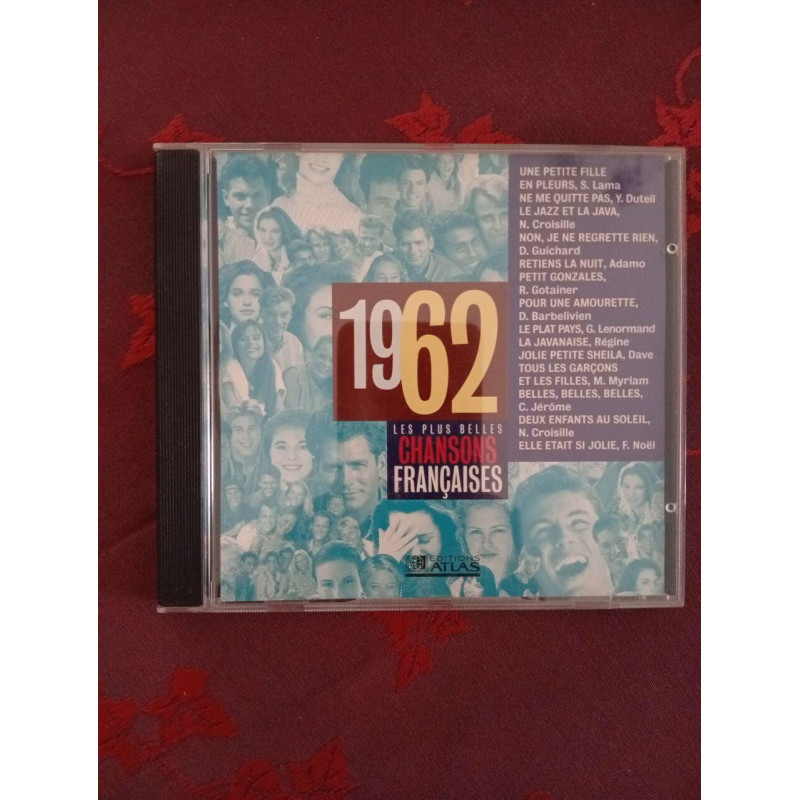 UNE PETITE FILLE
EN PLEURS, S. Lama
NE ME QUITTE PAS, Y. Duteil
LE JAZZ ET LA JAVA,
N. Croisille
NON, JE NE REGRETTE RIEN,
D. Guichard
RETIENS LA NUIT, Adamo
PETIT GONZALES,
R. Gotainer
POUR UNE AMOURETTE,
D. Barbelivien
LE PLAT PAYS, G. Lenormand
LA JAVANAISE, Régine
JOLIE PETITE SHEILA, Dave
TOUS LES GARÇONS
ET LES FILLES, M. Myriam
BELLES, BELLES, BELLES,
C. Jérôme
DEUX ENFANTS AU SOLEIL,
N. Croisille
ELLE ETAIT SI JOLIE, F. Noël
1962
LES PLUS BELLES
CHANSONS
FRANÇAISES
EDITIONS
ATLAS